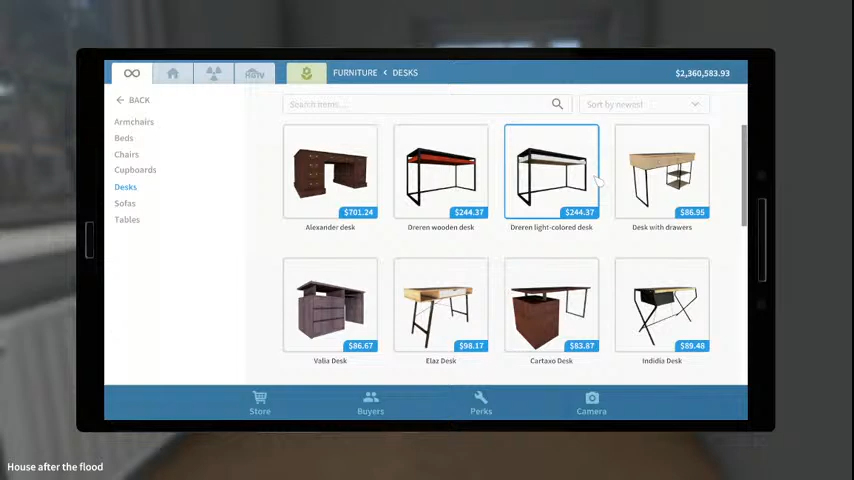 HGTV
FURNITURE < DESKS
$2,360,583.93
BACK
Search items...
Sort by newest
Armchairs
Beds
Chairs
Cupboards
Desks
Sofas
Tables
$701.24
$244.37
$244.37
$86.95
Alexander desk
Dreren wooden desk
Dreren light-colored desk
Desk with drawers
$86.67
$98.17
$83.87
$89.48
Valia Desk
Elaz Desk
Cartaxo Desk
Indidia Desk
Store
Buyers
Perks
Camera
House after the flood